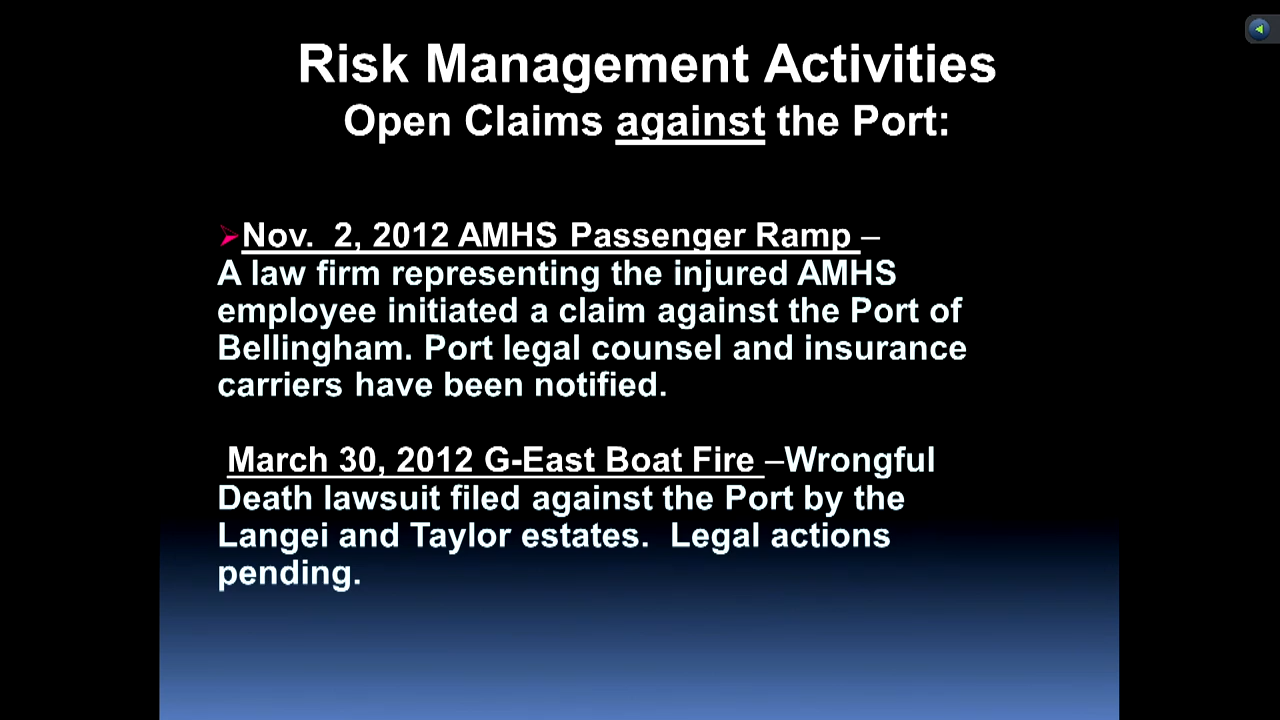 Risk Management Activities
Open Claims against the Port:
Nov.  2, 2012 AMHS Passenger Ramp –
A law firm representing the injured AMHS
employee initiated a claim against the Port of
Bellingham. Port legal counsel and insurance
carriers have been notified.
March 30, 2012 G-East Boat Fire –Wrongful
Death lawsuit filed against the Port by the
Langei and Taylor estates.  Legal actions
pending.